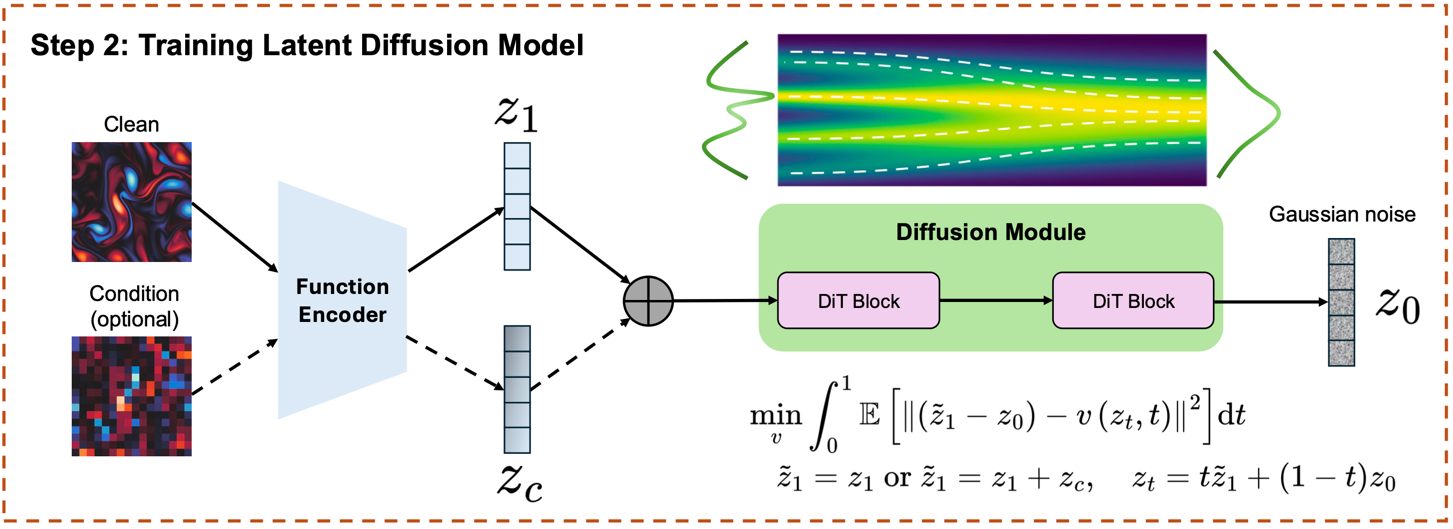 Step 2: Training Latent Diffusion Model
Clean
Condition
(optional)
Function
Encoder
z_1
z_c
Diffusion Module
DiT Block
DiT Block
Gaussian noise
z_0
\min_v \int_0^1 \mathbb{E}\left[\left\|(\tilde{z}_1 - z_0) - v(z_t, t)\right\|^2\right] \mathrm{d}t
\tilde{z}_1 = z_1 or \tilde{z}_1 = z_1 + z_c, z_t = t\tilde{z}_1 + (1 - t)z_0